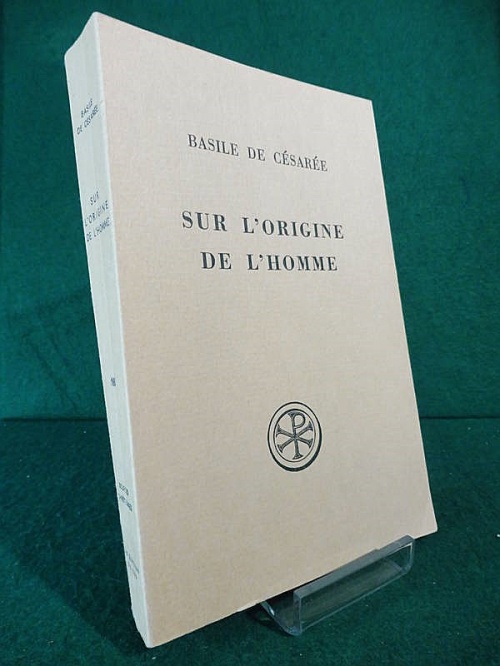 BASILE DE CÉSARÉE
SUR L'ORIGINE
DE L'HOMME
BASILE
DE CÉSARÉE
SUR
L'ORIGINE
DE L'HOMME